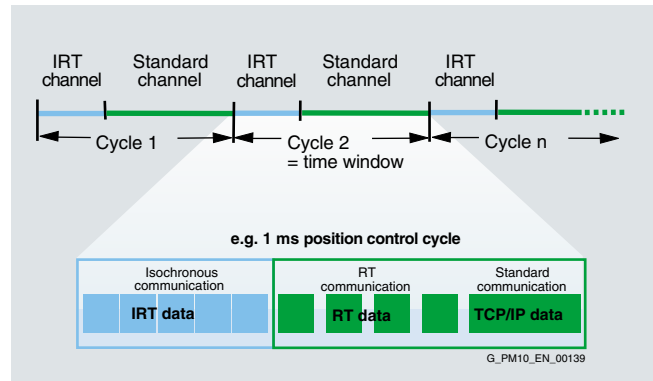 IRT channel
Standard channel
IRT channel
Standard channel
IRT channel
Cycle 1
Cycle 2
= time window
Cycle n
e.g. 1 ms position control cycle
Isochronous
communication
RT
communication
Standard
communication
IRT data
RT data
TCP/IP data
G_PM10_EN_00139